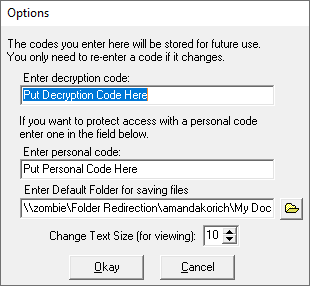 Options
The codes you enter here will be stored for future use.
You only need to re-enter a code if it changes.
Enter decryption code:
Put Decryption Code Here
If you want to protect access with a personal code
enter one in the field below.
Enter personal code:
Put Personal Code Here
Enter Default Folder for saving files
\\zombie\Folder Redirection\amandakorich\My Doc
Change Text Size (for viewing): 10
Okay Cancel